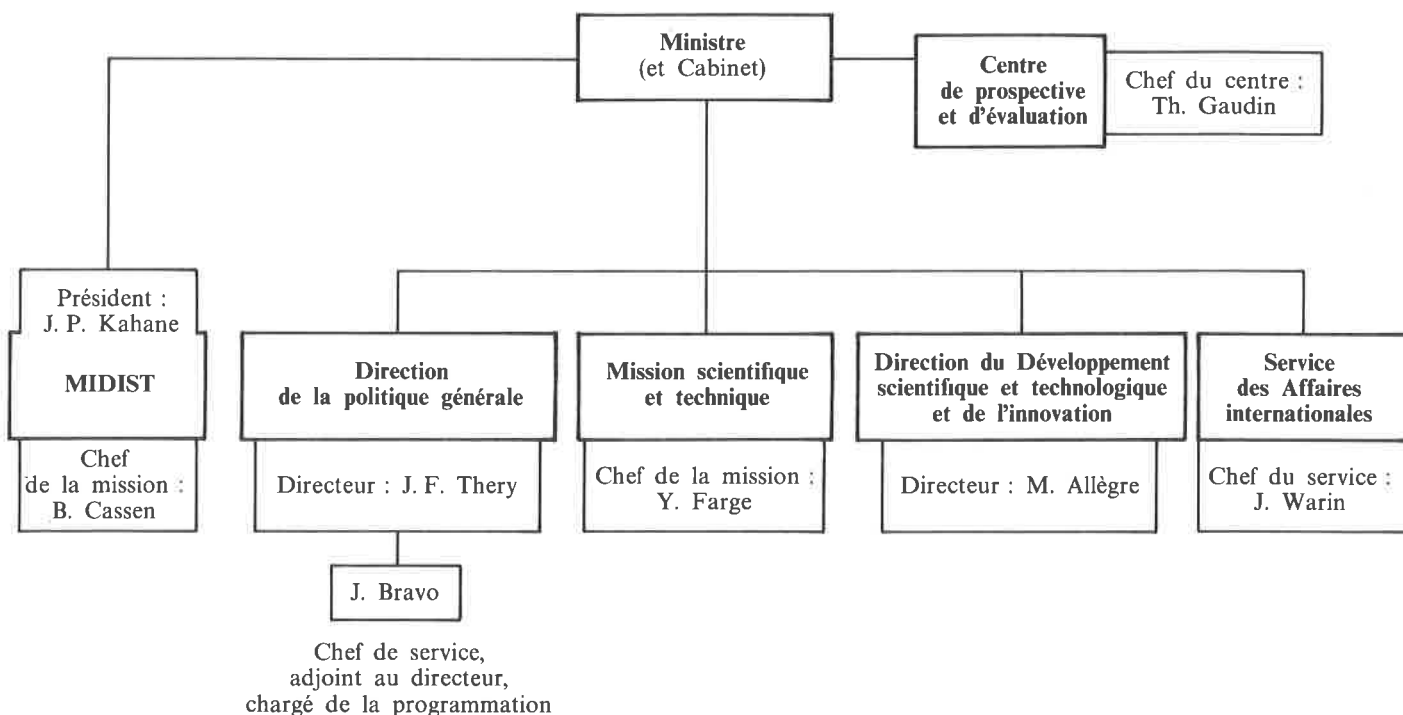 Ministre
(et Cabinet)
Centre
de prospective
et d'évaluation
Chef du centre :
Th. Gaudin
Président :
J. P. Kahane
MIDIST
Chef
de la mission :
B. Cassen
Direction
de la politique générale
Directeur : J. F. Thery
J. Bravo
Chef de service,
adjoint au directeur,
chargé de la programmation
Mission scientifique
et technique
Chef de la mission :
Y. Farge
Direction du Développement
scientifique et technologique
et de l'innovation
Directeur : M. Allègre
Service
des Affaires
internationales
Chef du service :
J. Warin